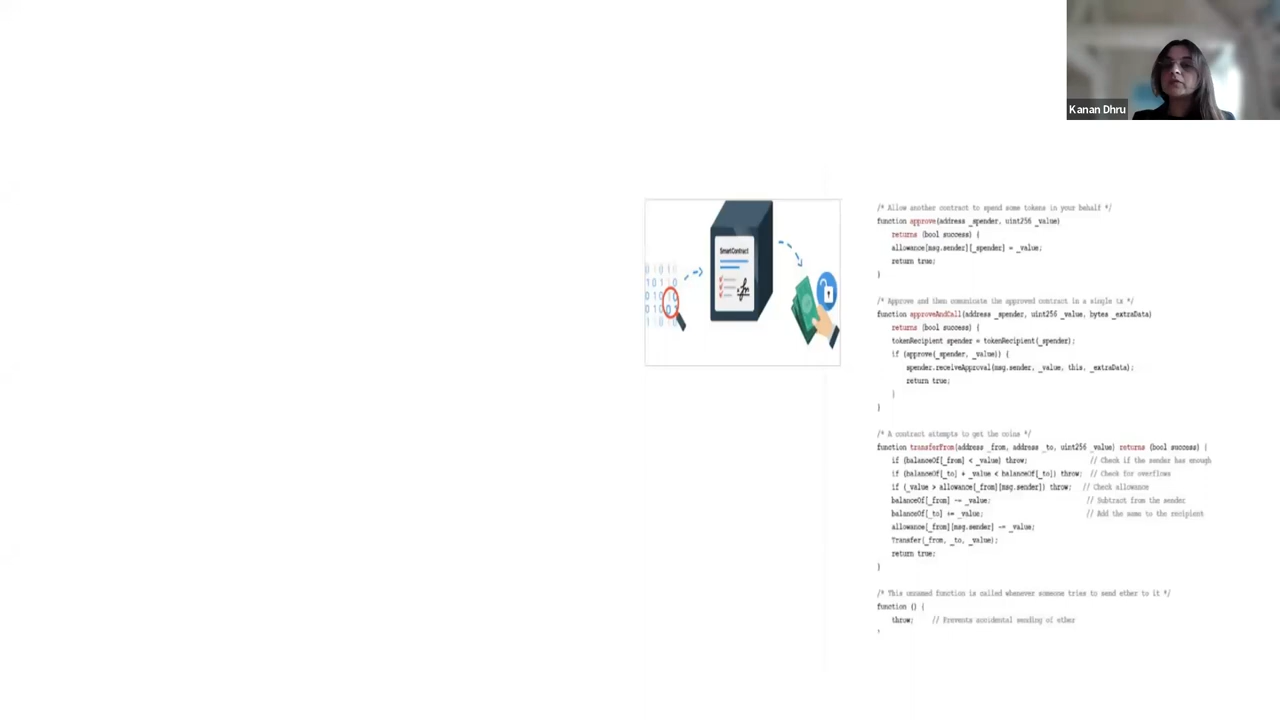 Kanan Dhru
SmartContract
/* Allow another contract to spend some tokens in your behalf */
function approve(address _spender, uint256 _value)
returns (bool success) {
allowance[msg.sender][_spender] = _value;
return true;
}
/* Approve and then comunicate the approved contract in a single tx */
function approveAndCall(address _spender, uint256 _value, bytes _extraData)
returns (bool success) {
tokenRecipient spender = tokenRecipient(_spender);
if (approve(_spender, _value)) {
spender.receiveApproval(msg.sender, _value, this, _extraData);
return true;
}
}
/* A contract attempts to get the coins */
function transferFrom(address _from, address _to, uint256 _value) returns (bool success) {
if (balanceOf[_from] < _value) throw; // Check if the sender has enough
if (balanceOf[_to] + _value < balanceOf[_to]) throw; // Check for overflows
if (_value > allowance[_from][msg.sender]) throw; // Check allowance
balanceOf[_from] -= _value; // Subtract from the sender
balanceOf[_to] += _value; // Add the same to the recipient
allowance[_from][msg.sender] -= _value;
Transfer(_from, _to, _value);
return true;
}
/* This unnamed function is called whenever someone tries to send ether to it */
function () {
throw; // Prevents accidental sending of ether